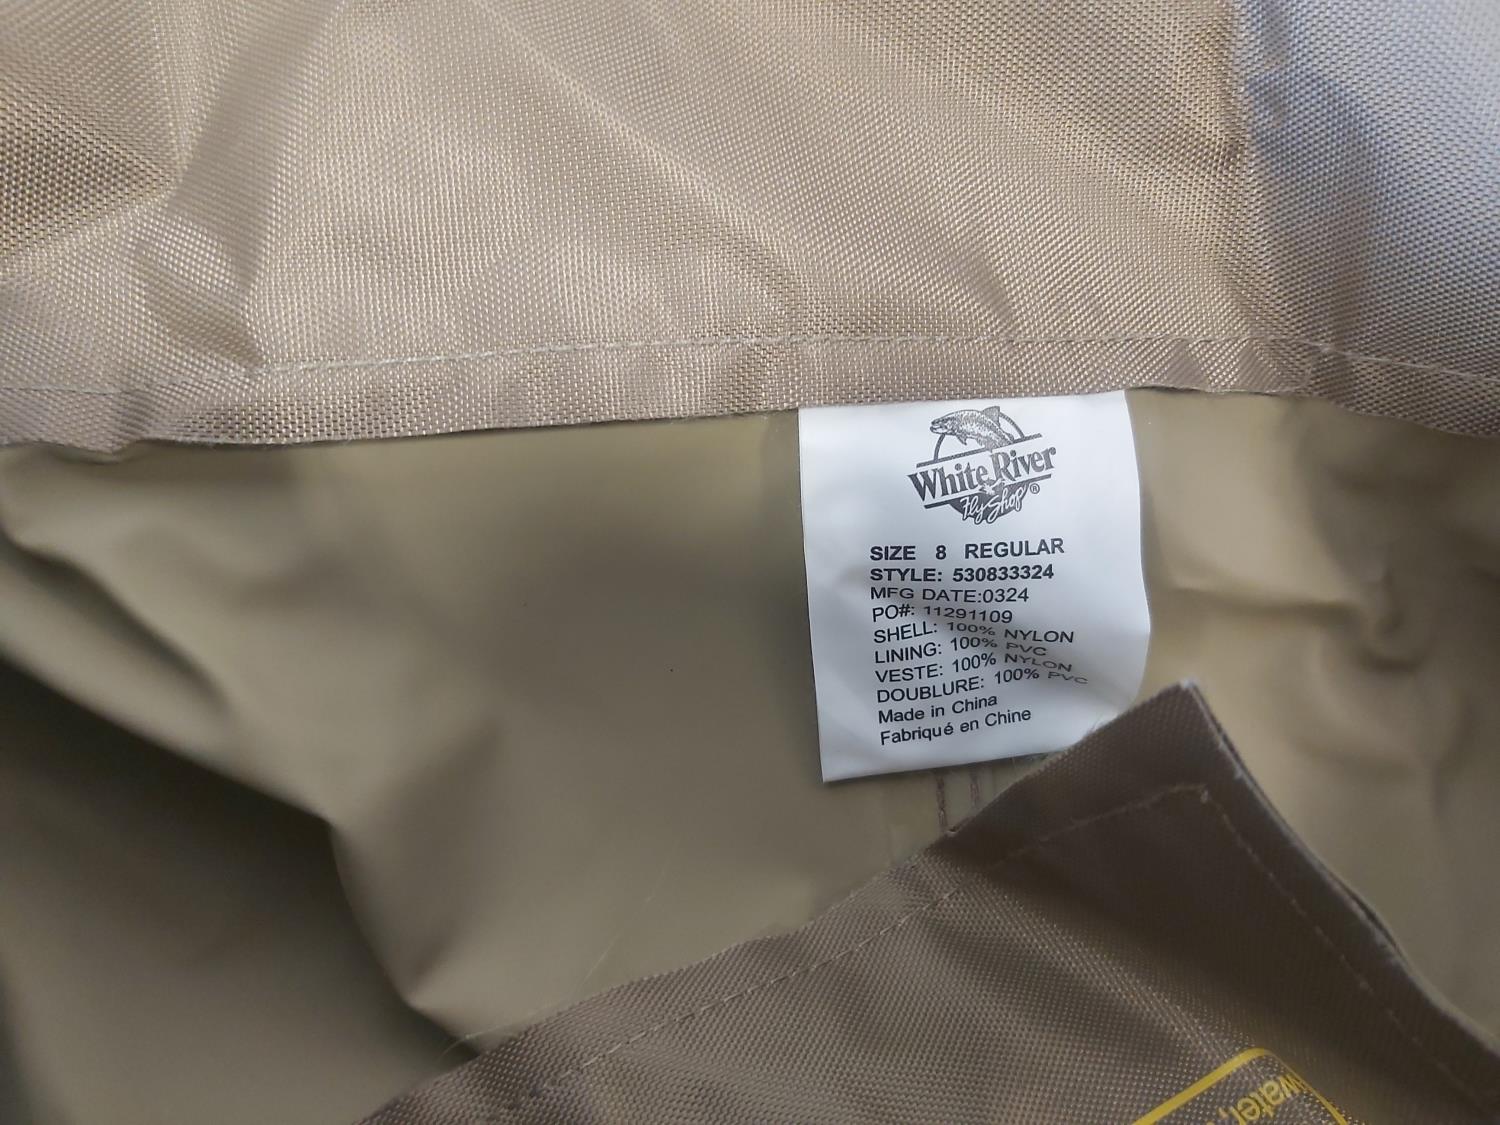 White River
Fly Shop®
SIZE 8 REGULAR
STYLE: 530833324
MFG DATE:0324
PO#: 11291109
SHELL: 100% NYLON
LINING: 100% PVC
VESTE: 100% NYLON
DOUBLURE: 100% PVC
Made in China
Fabriqué en Chine
water,